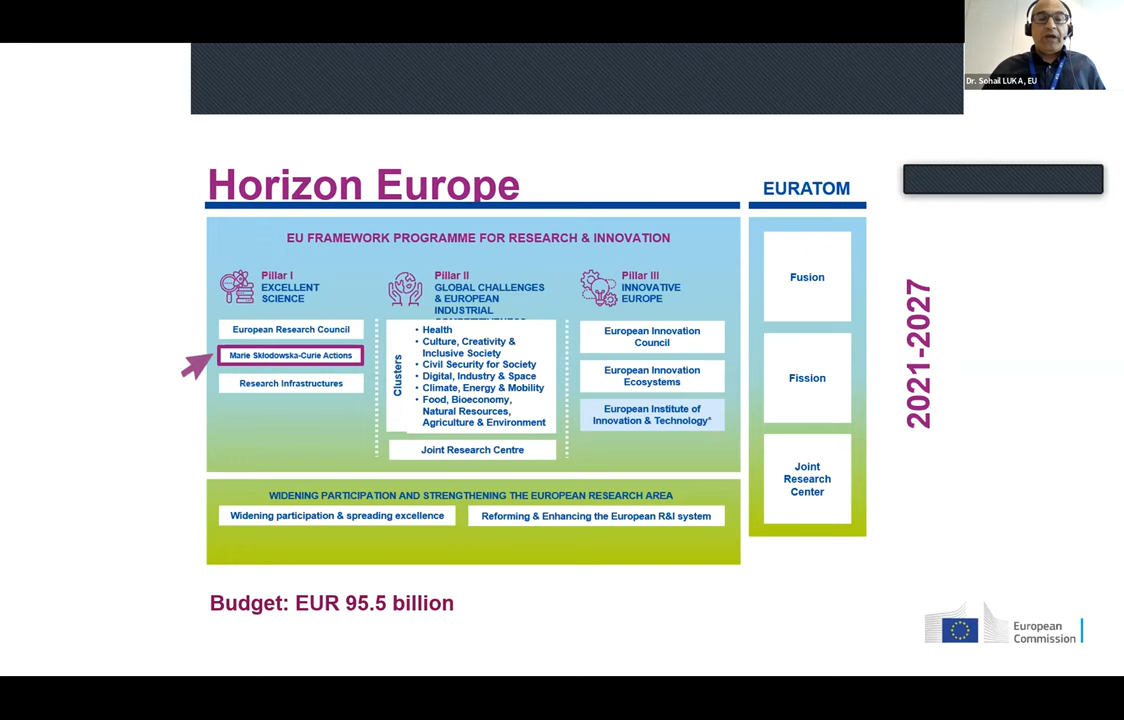 Dr. Sohail LUKA, EU
Horizon Europe
EURATOM
EU FRAMEWORK PROGRAMME FOR RESEARCH & INNOVATION
Pillar I
EXCELLENT
SCIENCE
European Research Council
Marie Skłodowska-Curie Actions
Research Infrastructures
Pillar II
GLOBAL CHALLENGES
& EUROPEAN
INDUSTRIAL
Clusters
• Health
• Culture, Creativity &
Inclusive Society
• Civil Security for Society
• Digital, Industry & Space
• Climate, Energy & Mobility
• Food, Bioeconomy,
Natural Resources,
Agriculture & Environment
Joint Research Centre
Pillar III
INNOVATIVE
EUROPE
European Innovation
Council
European Innovation
Ecosystems
European Institute of
Innovation & Technology*
WIDENING PARTICIPATION AND STRENGTHENING THE EUROPEAN RESEARCH AREA
Widening participation & spreading excellence
Reforming & Enhancing the European R&I system
Fusion
Fission
Joint
Research
Center
2021-2027
Budget: EUR 95.5 billion
European
Commission